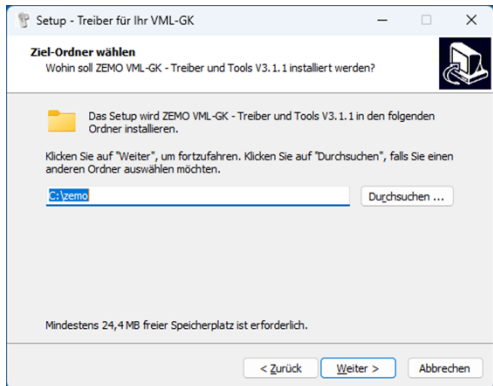 Setup - Treiber für Ihr VML-GK
Ziel-Ordner wählen
Wohin soll ZEMO VML-GK - Treiber und Tools V3.1.1 installiert werden?
Das Setup wird ZEMO VML-GK - Treiber und Tools V3.1.1 in den folgenden
Ordner installieren.
Klicken Sie auf "Weiter", um fortzufahren. Klicken Sie auf "Durchsuchen", falls Sie einen
anderen Ordner auswählen möchten.
C:\zemo
Durchsuchen ...
Mindestens 24,4 MB freier Speicherplatz ist erforderlich.
< Zurück Weiter > Abbrechen